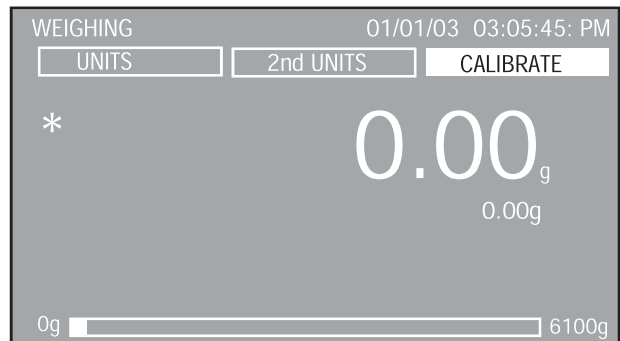 WEIGHING 01/01/03 03:05:45: PM
UNITS 2nd UNITS CALIBRATE
* 0.00g
0.00g
0g 6100g